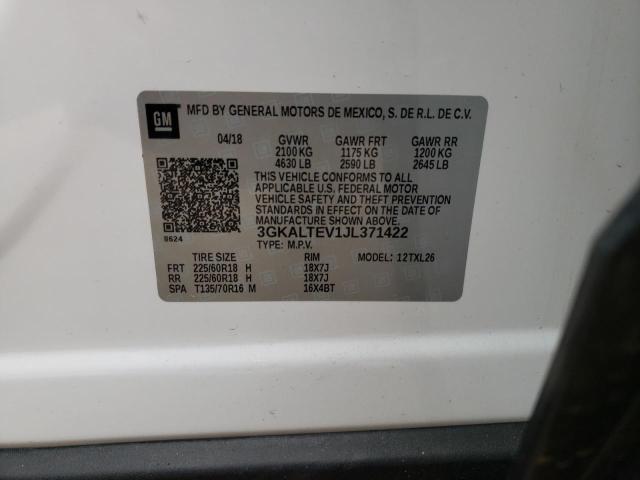 GM MFD BY GENERAL MOTORS DE MEXICO, S. DE R.L. DE C.V.
04/18 GVWR GAWR FRT GAWR RR
2100 KG 1175 KG 1200 KG
4630 LB 2590 LB 2645 LB
THIS VEHICLE CONFORMS TO ALL
APPLICABLE U.S. FEDERAL MOTOR
VEHICLE SAFETY AND THEFT PREVENTION
STANDARDS IN EFFECT ON THE DATE
OF MANUFACTURE SHOWN ABOVE.
3GKALTEV1JL371422
0624 TYPE: M.P.V.
TIRE SIZE RIM MODEL: 12TXL26
FRT 225/60R18 H 18X7J
RR 225/60R18 H 18X7J
SPA T135/70R16 M 16X4BT